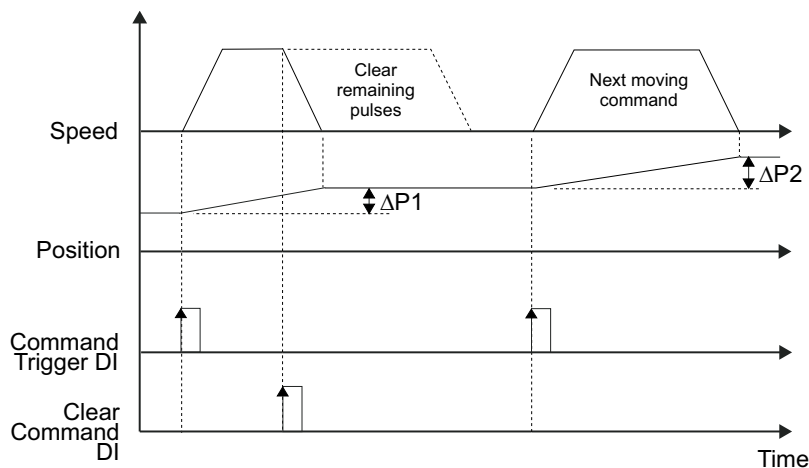 Clear
remaining
pulses
Next moving
command
Speed
ΔP1
ΔP2
Position
Command
Trigger DI
Clear
Command
DI
Time